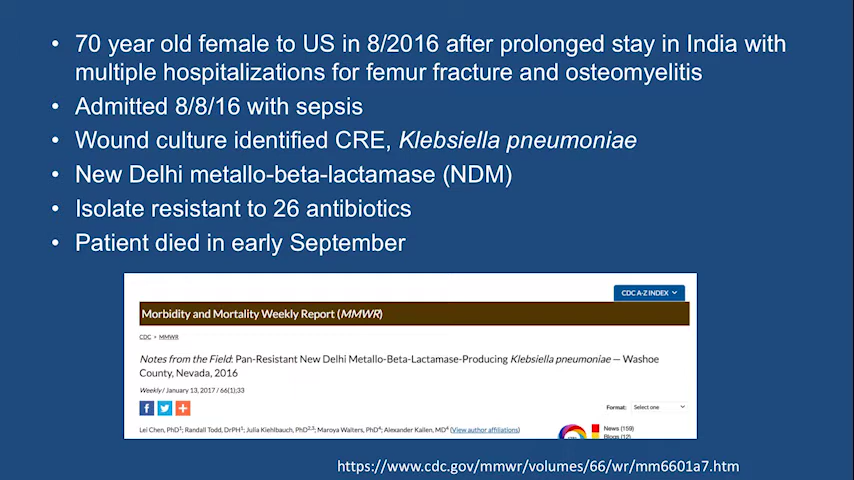 • 70 year old female to US in 8/2016 after prolonged stay in India with
multiple hospitalizations for femur fracture and osteomyelitis
• Admitted 8/8/16 with sepsis
• Wound culture identified CRE, Klebsiella pneumoniae
• New Delhi metallo-beta-lactamase (NDM)
• Isolate resistant to 26 antibiotics
• Patient died in early September
CDC A-Z INDEX
Morbidity and Mortality Weekly Report (MMWR)
CDC › MMWR
Notes from the Field: Pan-Resistant New Delhi Metallo-Beta-Lactamase-Producing Klebsiella pneumoniae — Washoe
County, Nevada, 2016
Weekly / January 13, 2017 / 66(1);33
Format: Select one
Lei Chen, PhD1; Randall Todd, DrPH1; Julia Kiehlbauch, PhD2,3; Maroya Walters, PhD4; Alexander Kallen, MD4 (View author affiliations)
News (159)
Blogs (12)
https://www.cdc.gov/mmwr/volumes/66/wr/mm6601a7.htm